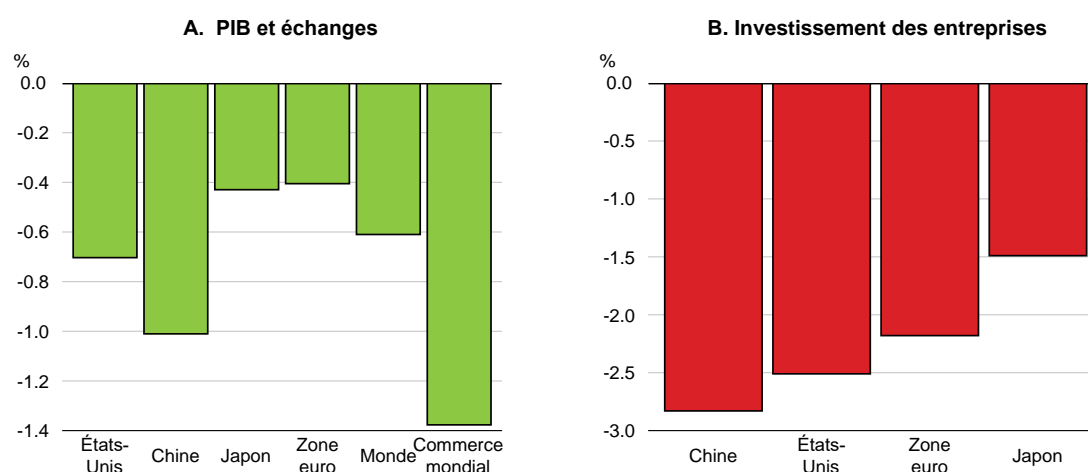 A. PIB et échanges
%
0.0
-0.2
-0.4
-0.6
-0.8
-1.0
-1.2
-1.4
États-
Unis
Chine
Japon
Zone
euro
Monde
Commerce
mondial
B. Investissement des entreprises
%
0.0
-0.5
-1.0
-1.5
-2.0
-2.5
-3.0
Chine
États-
Unis
Zone
euro
Japon